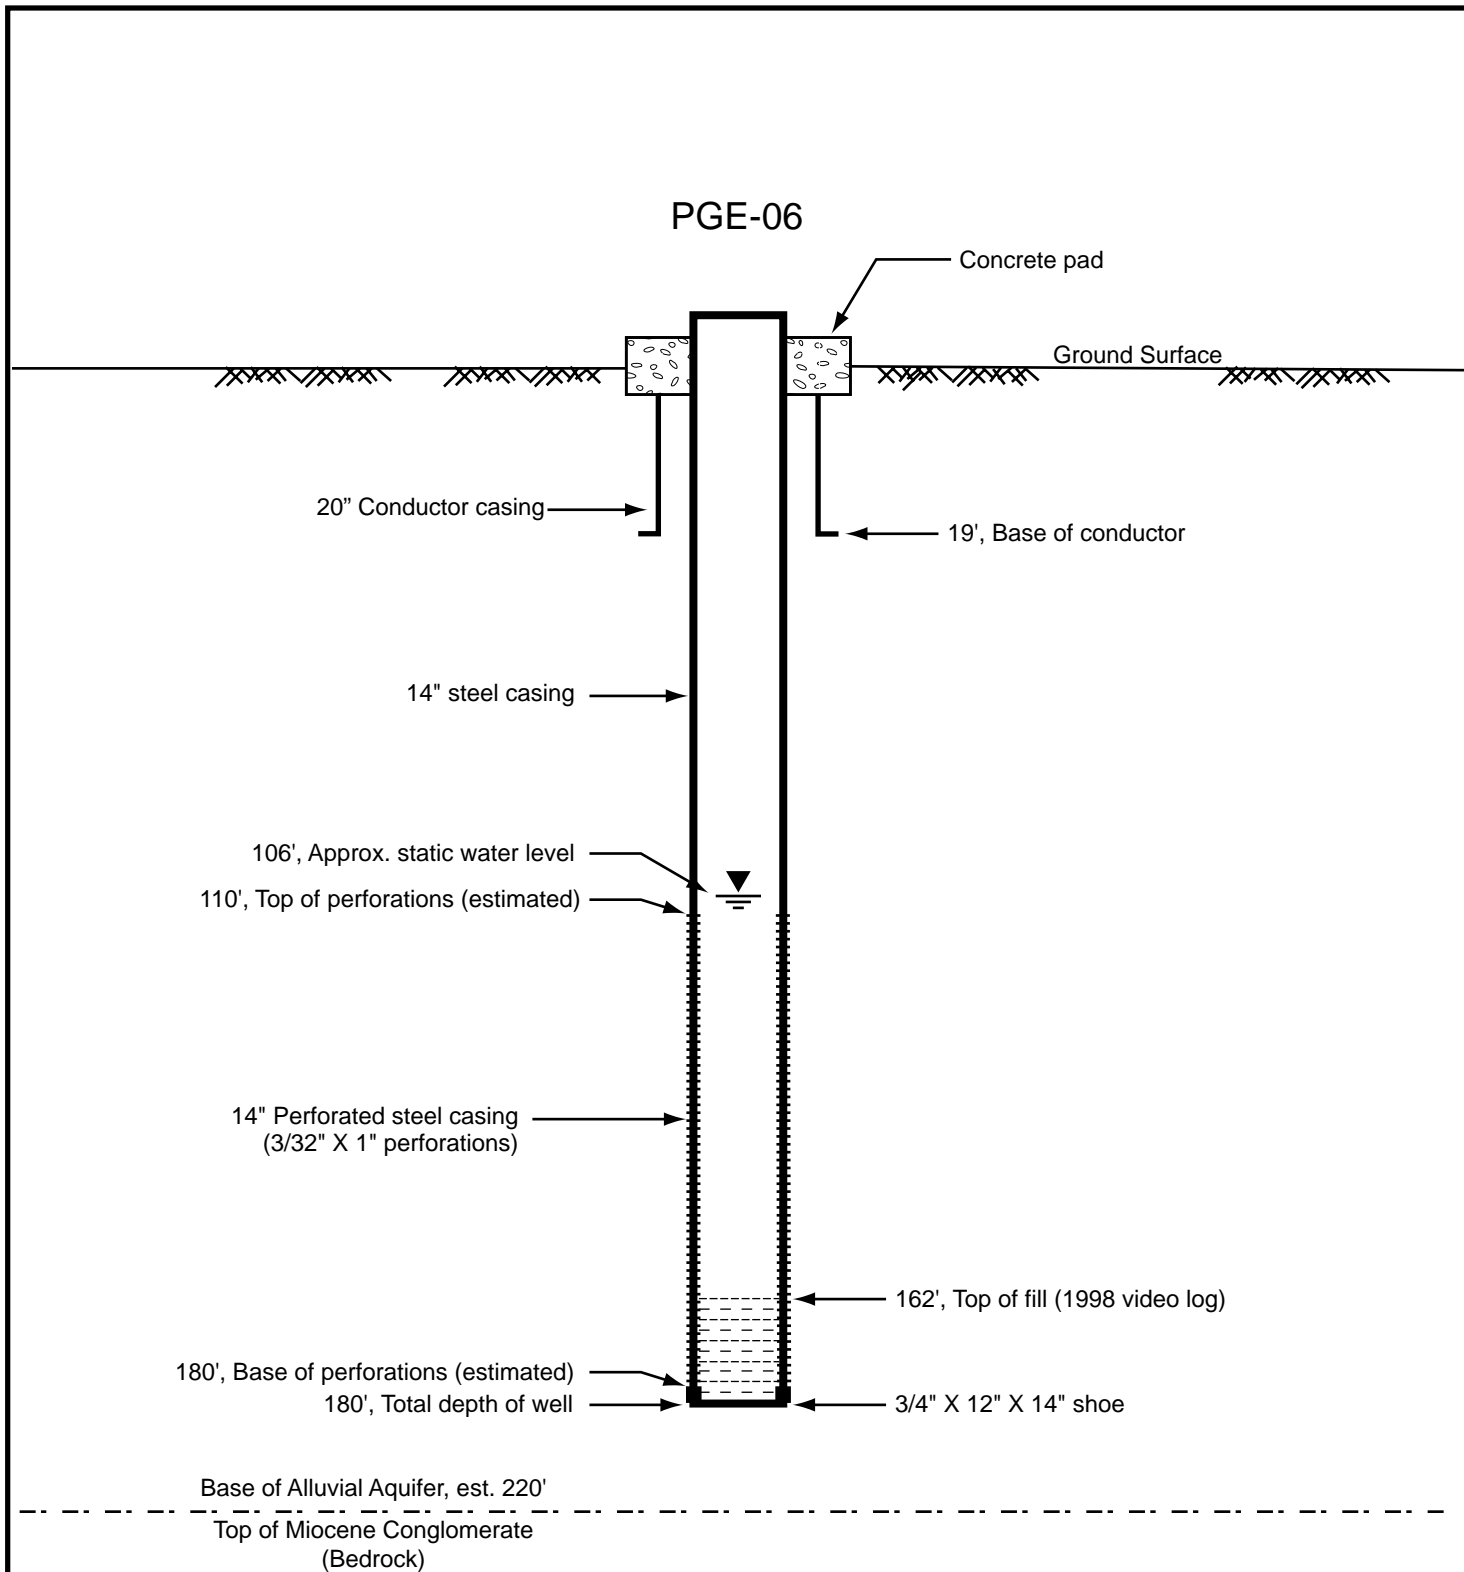 PGE-06
Concrete pad
Ground Surface
20” Conductor casing
19', Base of conductor
14" steel casing
106', Approx. static water level
110', Top of perforations (estimated)
14" Perforated steel casing
(3/32" X 1" perforations)
162', Top of fill (1998 video log)
180', Base of perforations (estimated)
180', Total depth of well
3/4" X 12" X 14" shoe
Base of Alluvial Aquifer, est. 220'
Top of Miocene Conglomerate
(Bedrock)